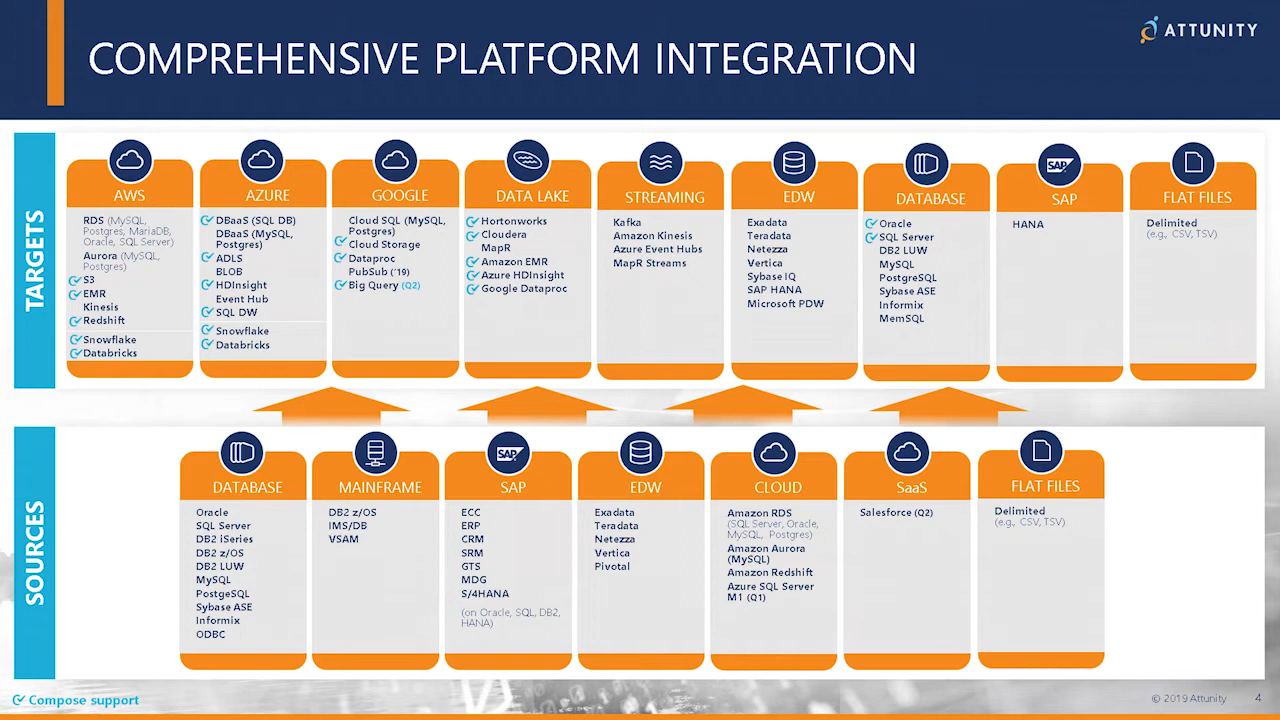 COMPREHENSIVE PLATFORM INTEGRATION
ATTUNITY
TARGETS
AWS
RDS (MySQL,
Postgres, MariaDB,
Oracle, SQL Server)
Aurora (MySQL,
Postgres)
S3
EMR
Kinesis
Redshift
Snowflake
Databricks
AZURE
DBaaS (SQL DB)
DBaaS (MySQL,
Postgres)
ADLS
BLOB
HDInsight
Event Hub
SQL DW
Snowflake
Databricks
GOOGLE
Cloud SQL (MySQL,
Postgres)
Cloud Storage
Dataproc
PubSub ('19)
Big Query (Q2)
DATA LAKE
Hortonworks
Cloudera
MapR
Amazon EMR
Azure HDInsight
Google Dataproc
STREAMING
Kafka
Amazon Kinesis
Azure Event Hubs
MapR Streams
EDW
Exadata
Teradata
Netezza
Vertica
Sybase IQ
SAP HANA
Microsoft PDW
DATABASE
Oracle
SQL Server
DB2 LUW
MySQL
PostgreSQL
Sybase ASE
Informix
MemSQL
SAP
SAP
HANA
FLAT FILES
Delimited
(e.g., CSV, TSV)
SOURCES
DATABASE
Oracle
SQL Server
DB2 iSeries
DB2 z/OS
DB2 LUW
MySQL
PostgeSQL
Sybase ASE
Informix
ODBC
MAINFRAME
DB2 z/OS
IMS/DB
VSAM
SAP
SAP
ECC
ERP
CRM
SRM
GTS
MDG
S/4HANA
(on Oracle, SQL, DB2,
HANA)
EDW
Exadata
Teradata
Netezza
Vertica
Pivotal
CLOUD
Amazon RDS
(SQL Server, Oracle,
MySQL, Postgres)
Amazon Aurora
(MySQL)
Amazon Redshift
Azure SQL Server
M1 (Q1)
SaaS
Salesforce (Q2)
FLAT FILES
Delimited
(e.g., CSV, TSV)
Compose support
© 2019 Attunity
4